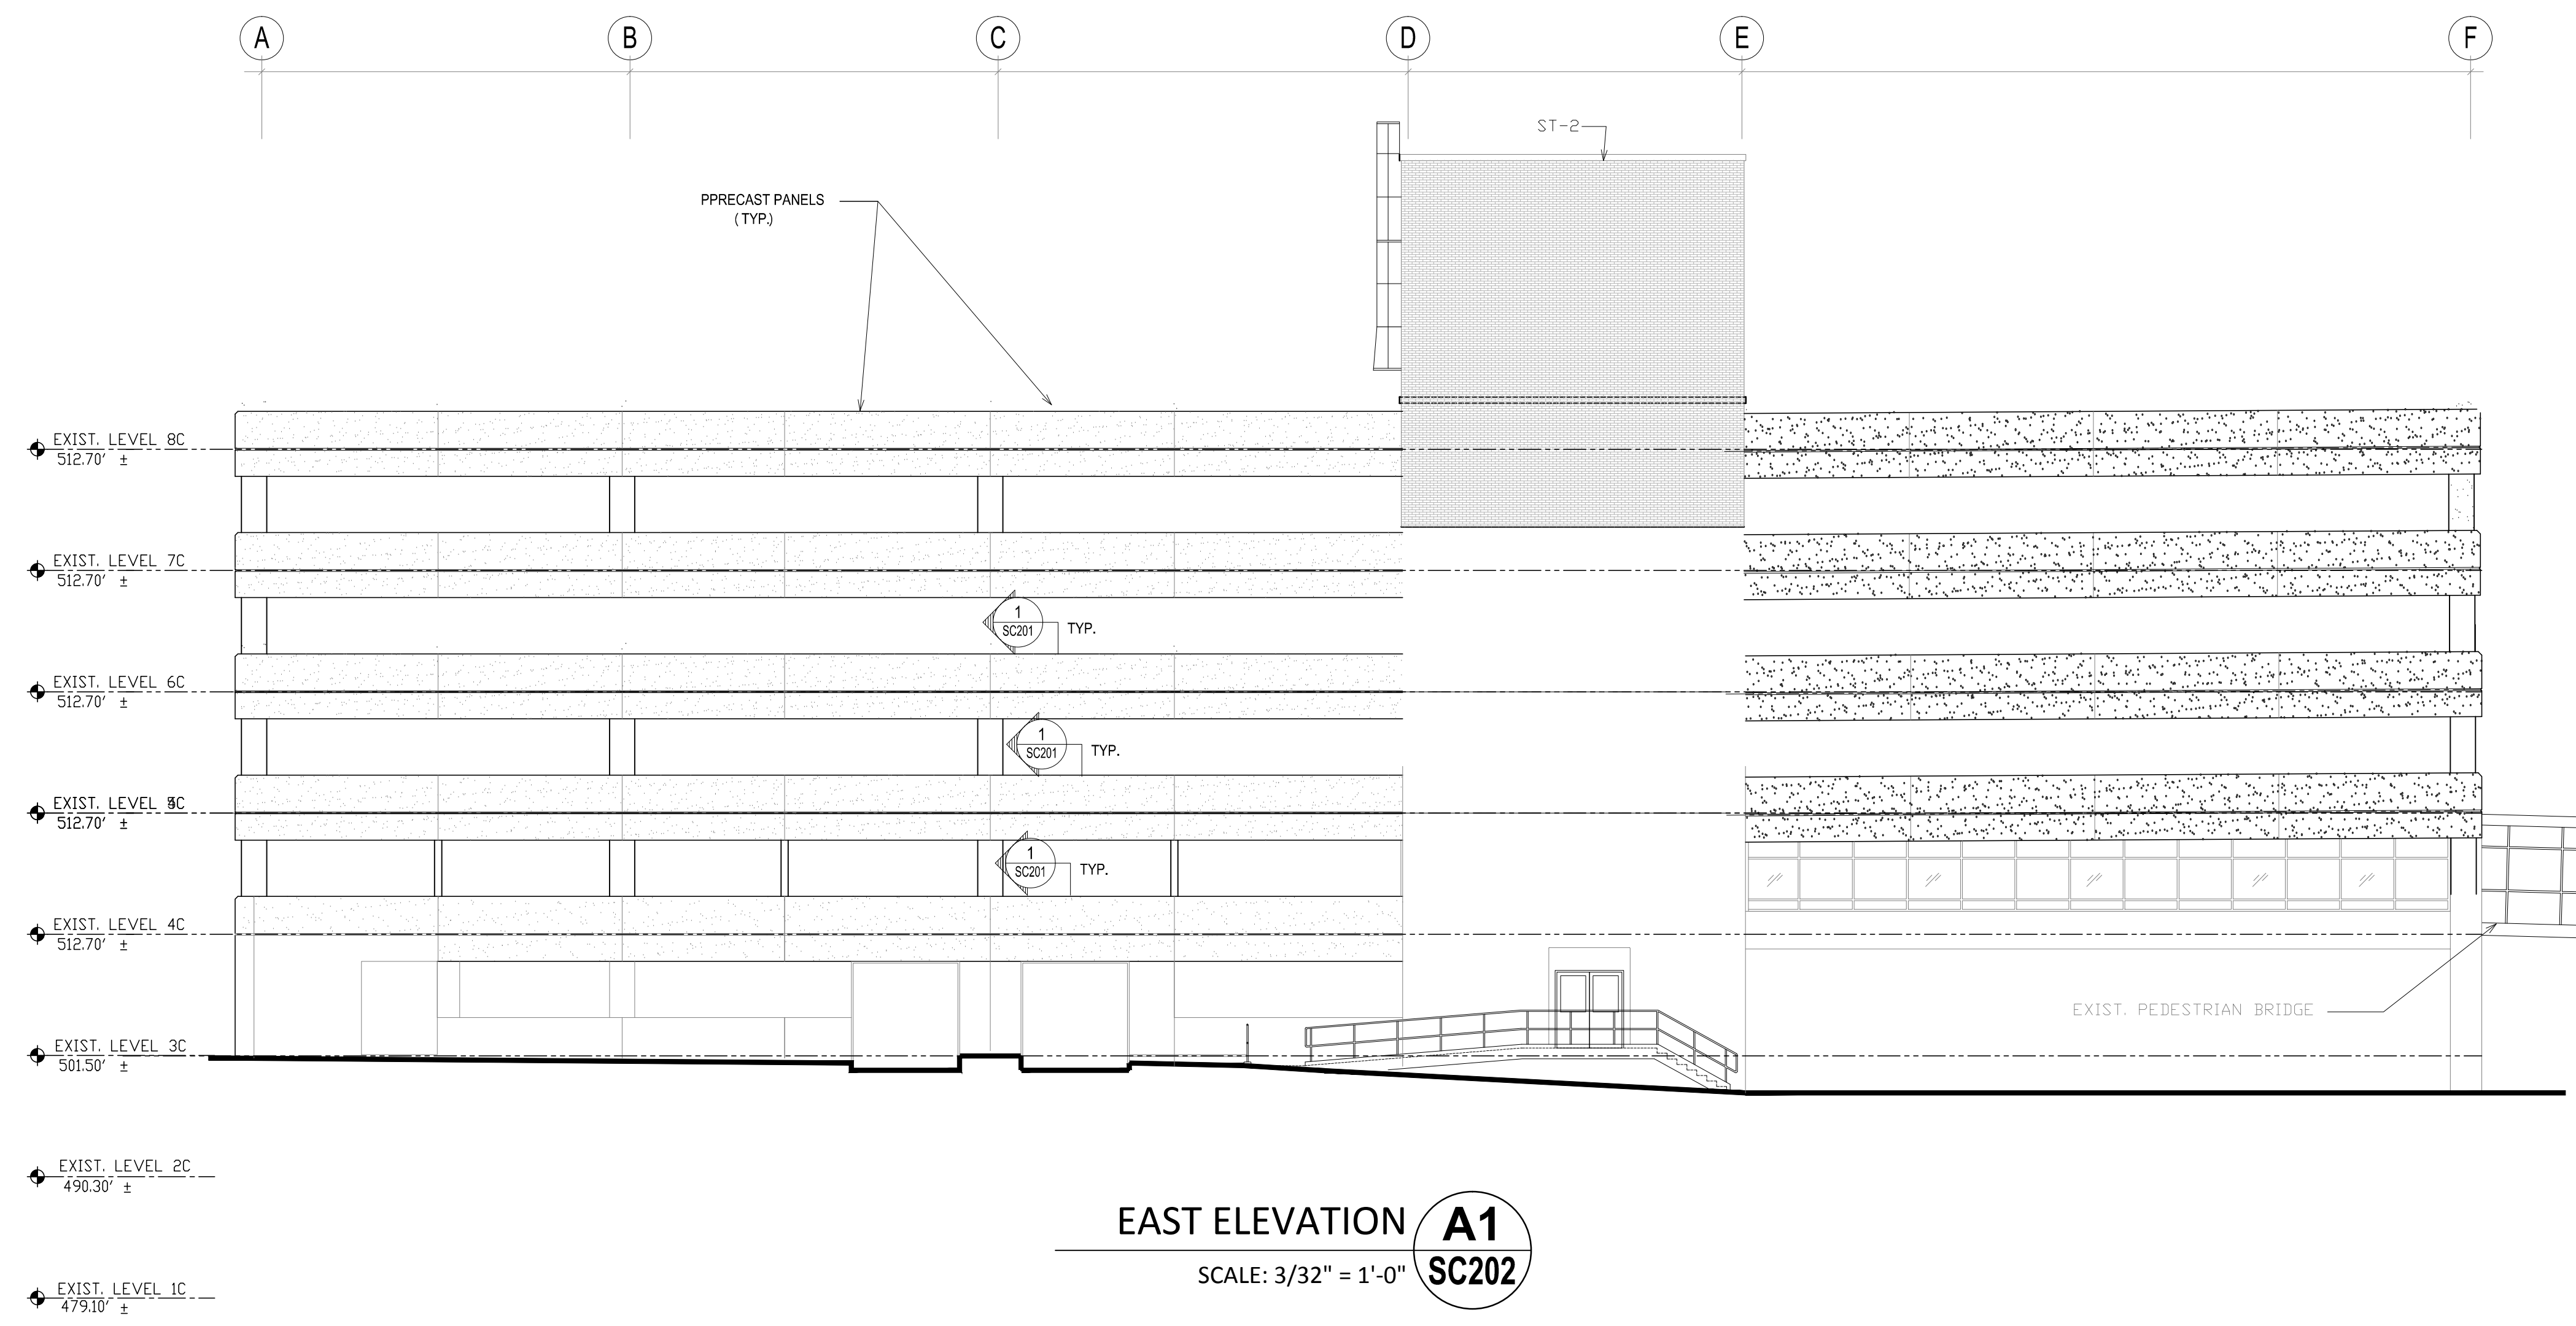 A
B
C
D
E
F
ST-2
PPRECAST PANELS
( TYP.)
EXIST. LEVEL 8C
512.70' ±
EXIST. LEVEL 7C
512.70' ±
1
SC201
TYP.
EXIST. LEVEL 6C
512.70' ±
1
SC201
TYP.
EXIST. LEVEL
512.70' ±
1
SC201
TYP.
EXIST. LEVEL 4C
512.70' ±
EXIST. PEDESTRIAN BRIDGE
EXIST. LEVEL 3C
501.50' ±
EXIST. LEVEL 2C
490.30' ±
EAST ELEVATION
A1
SCALE: 3/32" = 1'-0"
SC202
EXIST. LEVEL 1C
479.10' ±